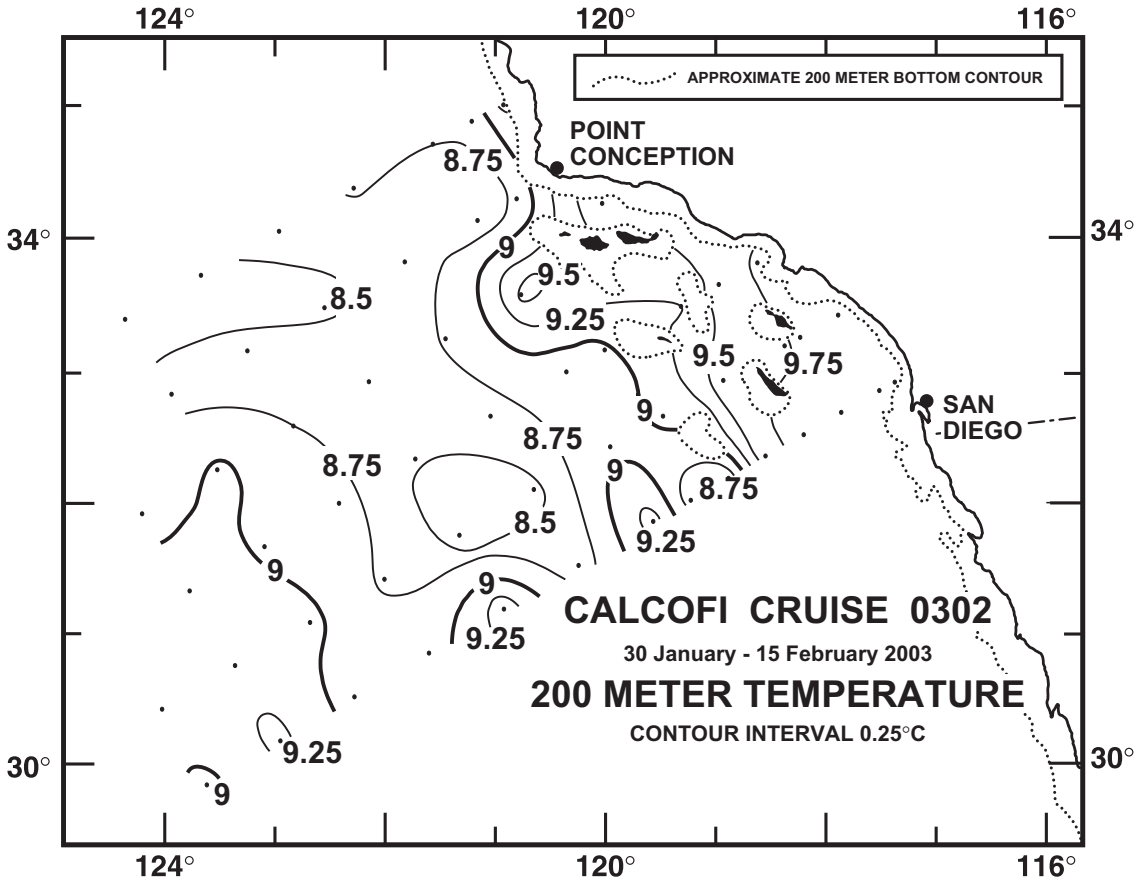 124° 120° 116°
APPROXIMATE 200 METER BOTTOM CONTOUR
POINT
CONCEPTION
8.75
34° 34°
9
9.5
8.5
9.25
9.5 9.75
9
SAN
DIEGO
8.75
8.75
9
8.75
8.5
9.25
9
9
CALCOFI CRUISE 0302
9.25
30 January - 15 February 2003
200 METER TEMPERATURE
CONTOUR INTERVAL 0.25°C
9.25
30° 30°
9
124° 120° 116°